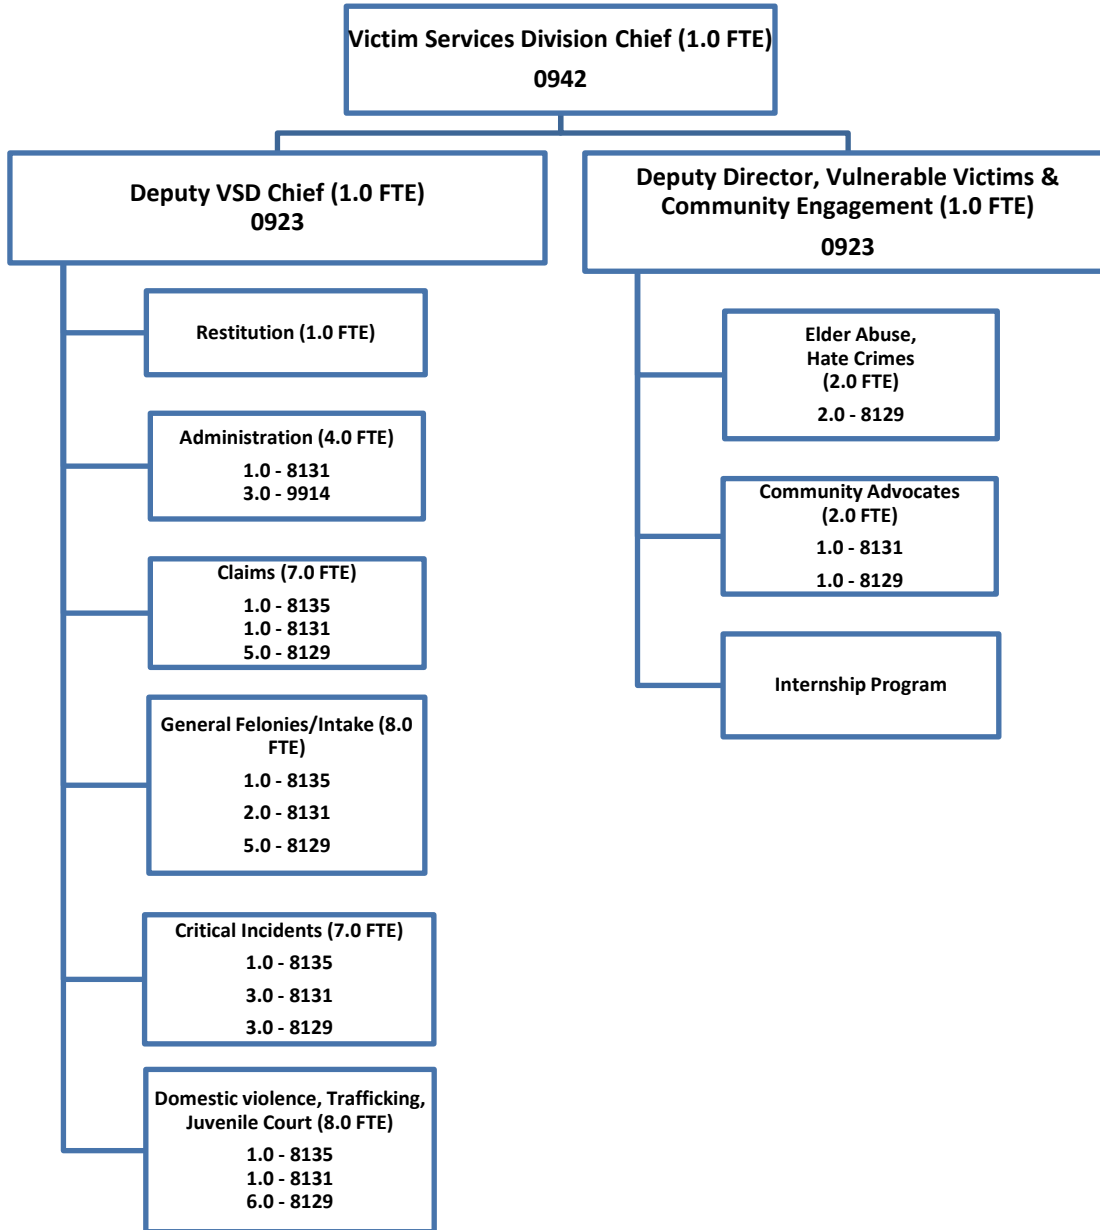 Victim Services Division Chief (1.0 FTE)
0942
Deputy VSD Chief (1.0 FTE)
0923
Restitution (1.0 FTE)
Administration (4.0 FTE)
1.0 - 8131
3.0 - 9914
Claims (7.0 FTE)
1.0 - 8135
1.0 - 8131
5.0 - 8129
General Felonies/Intake (8.0
FTE)
1.0 - 8135
2.0 - 8131
5.0 - 8129
Critical Incidents (7.0 FTE)
1.0 - 8135
3.0 - 8131
3.0 - 8129
Domestic violence, Trafficking,
Juvenile Court (8.0 FTE)
1.0 - 8135
1.0 - 8131
6.0 - 8129
Deputy Director, Vulnerable Victims &
Community Engagement (1.0 FTE)
0923
Elder Abuse,
Hate Crimes
(2.0 FTE)
2.0 - 8129
Community Advocates
(2.0 FTE)
1.0 - 8131
1.0 - 8129
Internship Program